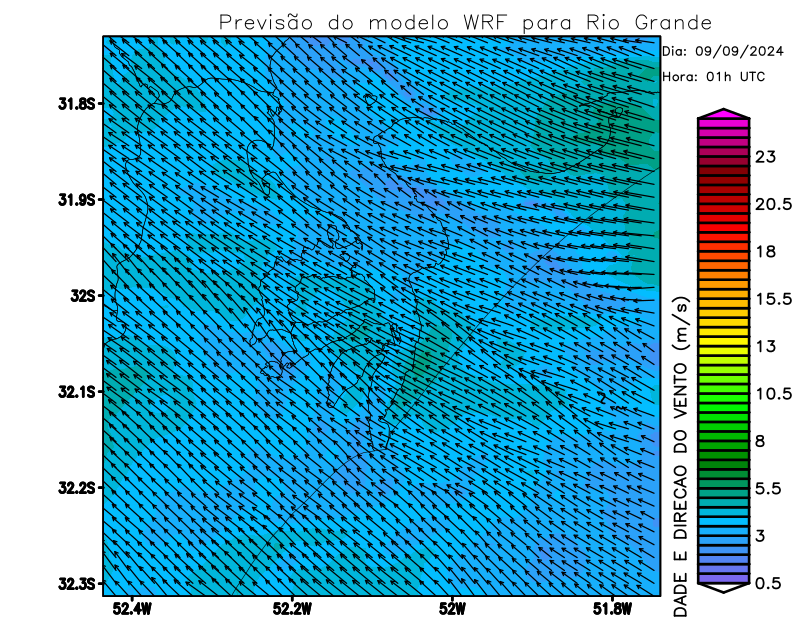 Previsão do modelo WRF para Rio Grande
Dia: 09/09/2024
Hora: 01h UTC
31.8S
31.9S
32S
32.1S
32.2S
32.3S
52.4W
52.2W
52W
51.8W
DADE E DIRECAO DO VENTO (m/s)
23
20.5
18
15.5
13
10.5
8
5.5
3
0.5